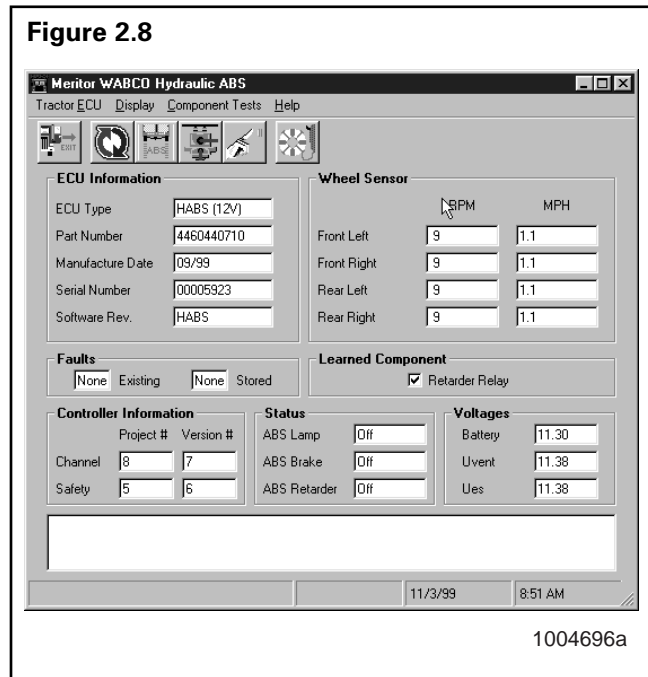 Figure 2.8
Meritor WABCO Hydraulic ABS
Tractor ECU Display Component Tests Help
EXIT ABS
ECU Information
ECU Type HABS (12V)
Part Number 4460440710
Manufacture Date 09/99
Serial Number 00005923
Software Rev. HABS
Wheel Sensor
RPM MPH
Front Left 9 1.1
Front Right 9 1.1
Rear Left 9 1.1
Rear Right 9 1.1
Faults
None Existing None Stored
Learned Component
Retarder Relay
Controller Information
Project # Version #
Channel 8 7
Safety 5 6
Status
ABS Lamp Off
ABS Brake Off
ABS Retarder Off
Voltages
Battery 11.30
Uvent 11.38
Ues 11.38
11/3/99 8:51 AM
1004696a